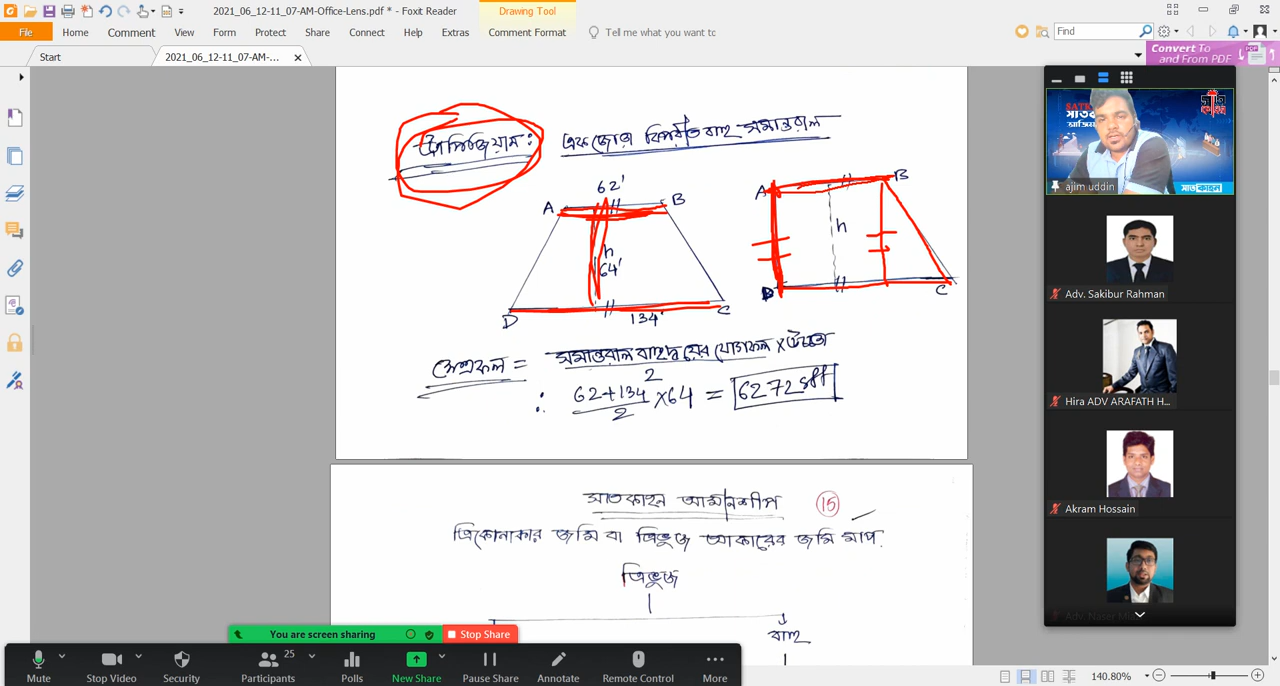 2021_06_12-11_07-AM-Office-Lens.pdf * - Foxit Reader
Drawing Tool
File Home Comment View Form Protect Share Connect Help Extras Comment Format Tell me what you want tc
Find
Start 2021_06_12-11_07-AM-...
Convert To
and From PDF
ট্রাপিজিয়াম: এক জোড়া বিপরীত বাহু সমান্তরাল
62'
A B
h
64'
D 134' C
A B
h
D C
ক্ষেত্রফল = সমান্তরাল বাহুদ্বয়ের যোগফল × উচ্চতা
2
∴ 62+134 × 64 = 6272 sft
2
সাতকাহন আমানশীপ 15
ত্রিকোনাকার জমি বা ত্রিভুজ আকারের জমি মাপ.
ত্রিভুজ
বাহু
সাতকাহন
ajim uddin
Adv. Sakibur Rahman
Hira ADV ARAFATH H...
Akram Hossain
You are screen sharing Stop Share
Mute Stop Video Security Participants 25 Polls New Share Pause Share Annotate Remote Control More
140.80%